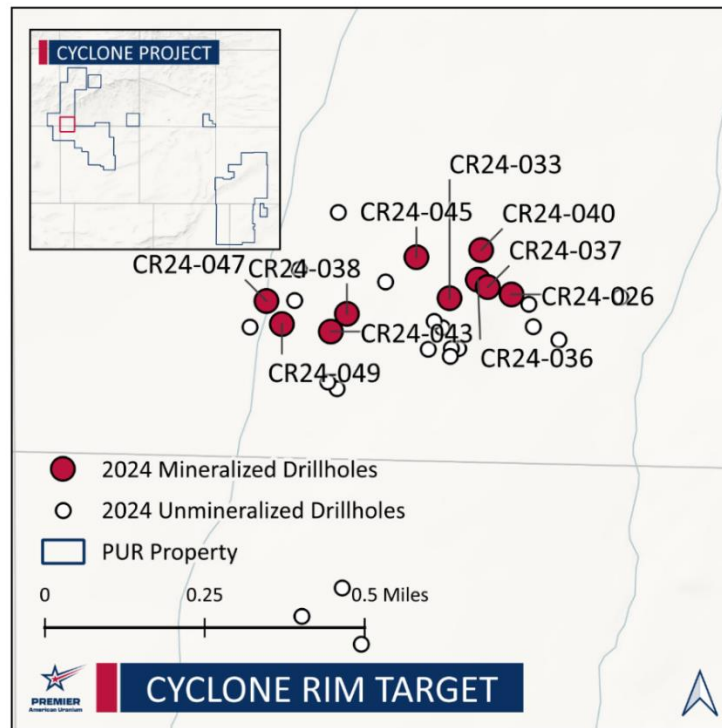 CYCLONE PROJECT
CR24-033
CR24-045
CR24-040
CR24-037
CR24-047
CR24-038
CR24-026
CR24-043
CR24-036
CR24-049
2024 Mineralized Drillholes
2024 Unmineralized Drillholes
PUR Property
0 0.25 0.5 Miles
PREMIER
American Uranium
CYCLONE RIM TARGET